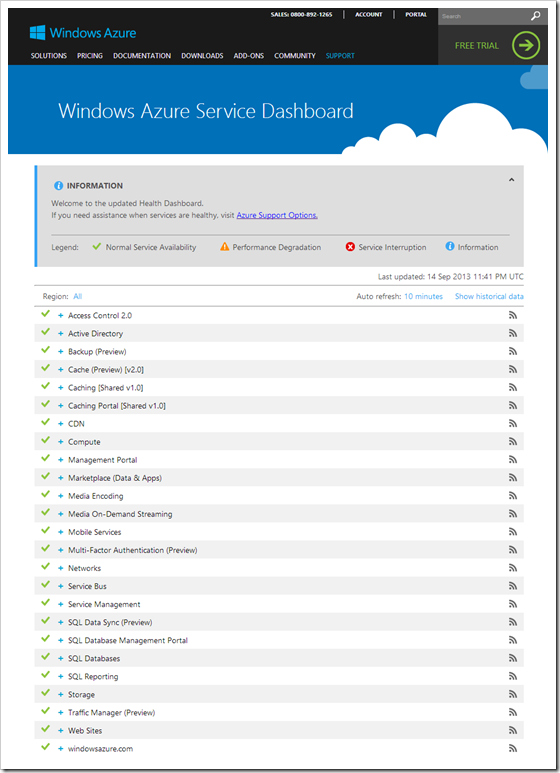 SALES: 0800-892-1265 ACCOUNT PORTAL Search
Windows Azure
FREE TRIAL
SOLUTIONS PRICING DOCUMENTATION DOWNLOADS ADD-ONS COMMUNITY SUPPORT
Windows Azure Service Dashboard
INFORMATION
Welcome to the updated Health Dashboard.
If you need assistance when services are healthy, visit Azure Support Options.
Legend: Normal Service Availability Performance Degradation Service Interruption Information
Last updated: 14 Sep 2013 11:41 PM UTC
Region: All Auto refresh: 10 minutes Show historical data
Access Control 2.0
Active Directory
Backup (Preview)
Cache (Preview) [v2.0]
Caching [Shared v1.0]
Caching Portal [Shared v1.0]
CDN
Compute
Management Portal
Marketplace (Data & Apps)
Media Encoding
Media On-Demand Streaming
Mobile Services
Multi-Factor Authentication (Preview)
Networks
Service Bus
Service Management
SQL Data Sync (Preview)
SQL Database Management Portal
SQL Databases
SQL Reporting
Storage
Traffic Manager (Preview)
Web Sites
windowsazure.com